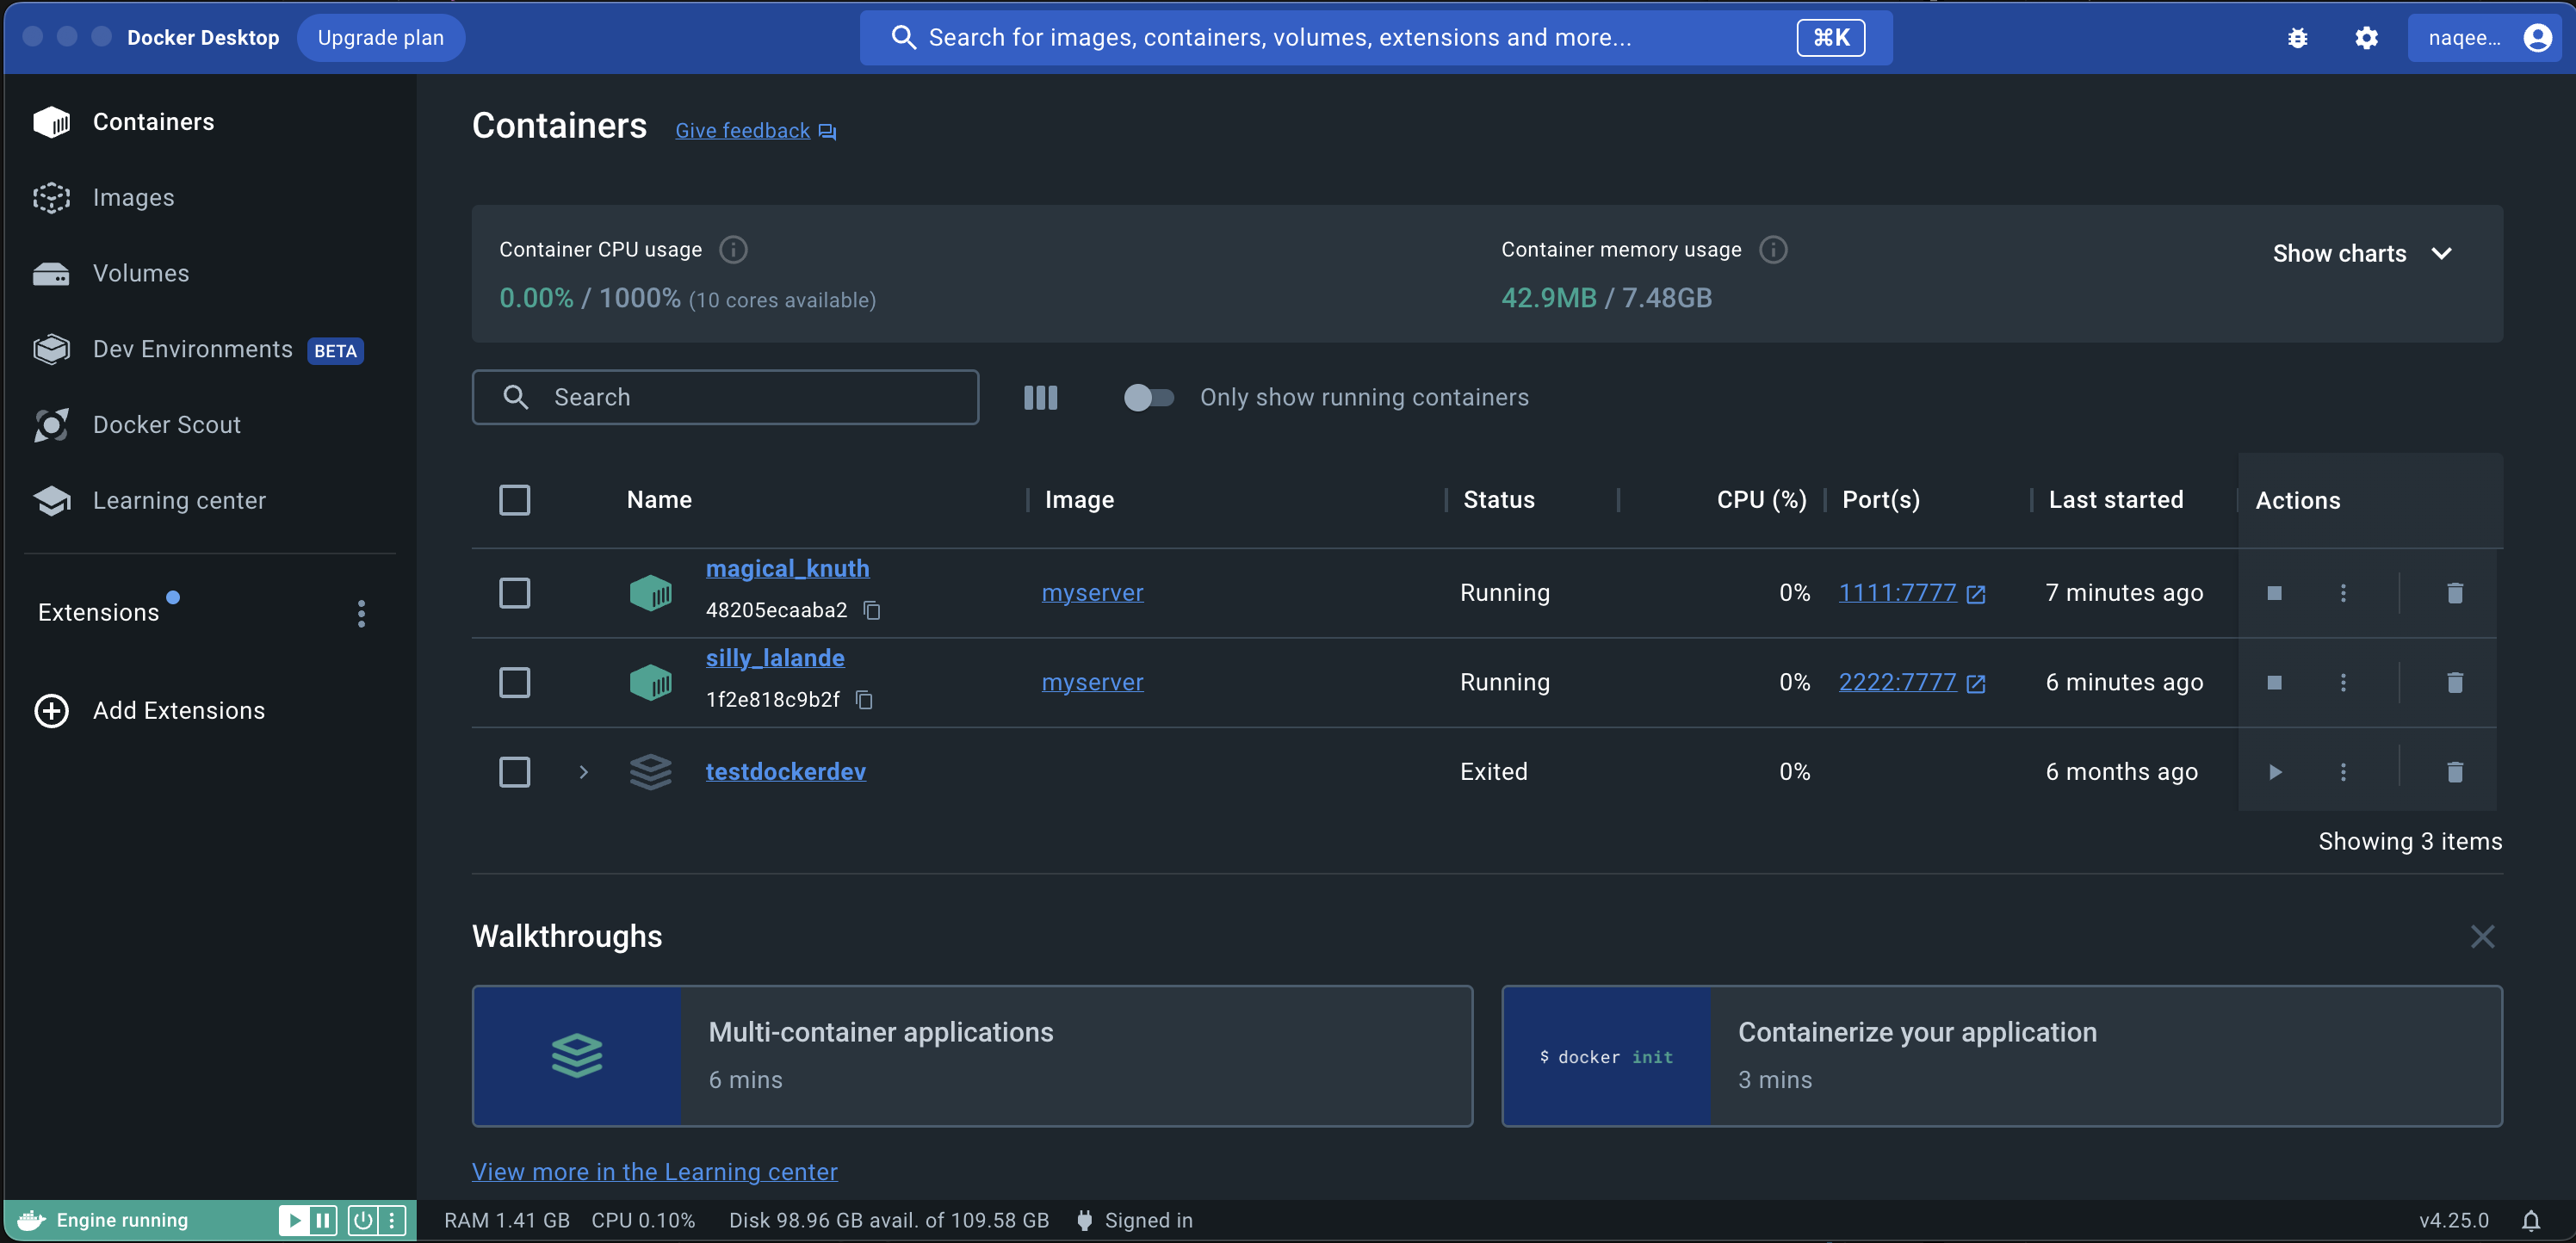 Docker Desktop
Upgrade plan
Search for images, containers, volumes, extensions and more...
⌘K
naqee...
Containers
Images
Volumes
Dev Environments BETA
Docker Scout
Learning center
Extensions
Add Extensions
Containers
Give feedback
Container CPU usage
0.00% / 1000% (10 cores available)
Container memory usage
42.9MB / 7.48GB
Show charts
Search
Only show running containers
Name Image Status CPU (%) Port(s) Last started Actions
magical_knuth
48205ecaaba2
myserver Running 0% 1111:7777 7 minutes ago
silly_lalande
1f2e818c9b2f
myserver Running 0% 2222:7777 6 minutes ago
testdockerdev Exited 0% 6 months ago
Showing 3 items
Walkthroughs
Multi-container applications
6 mins
$ docker init
Containerize your application
3 mins
View more in the Learning center
Engine running
RAM 1.41 GB CPU 0.10% Disk 98.96 GB avail. of 109.58 GB Signed in
v4.25.0